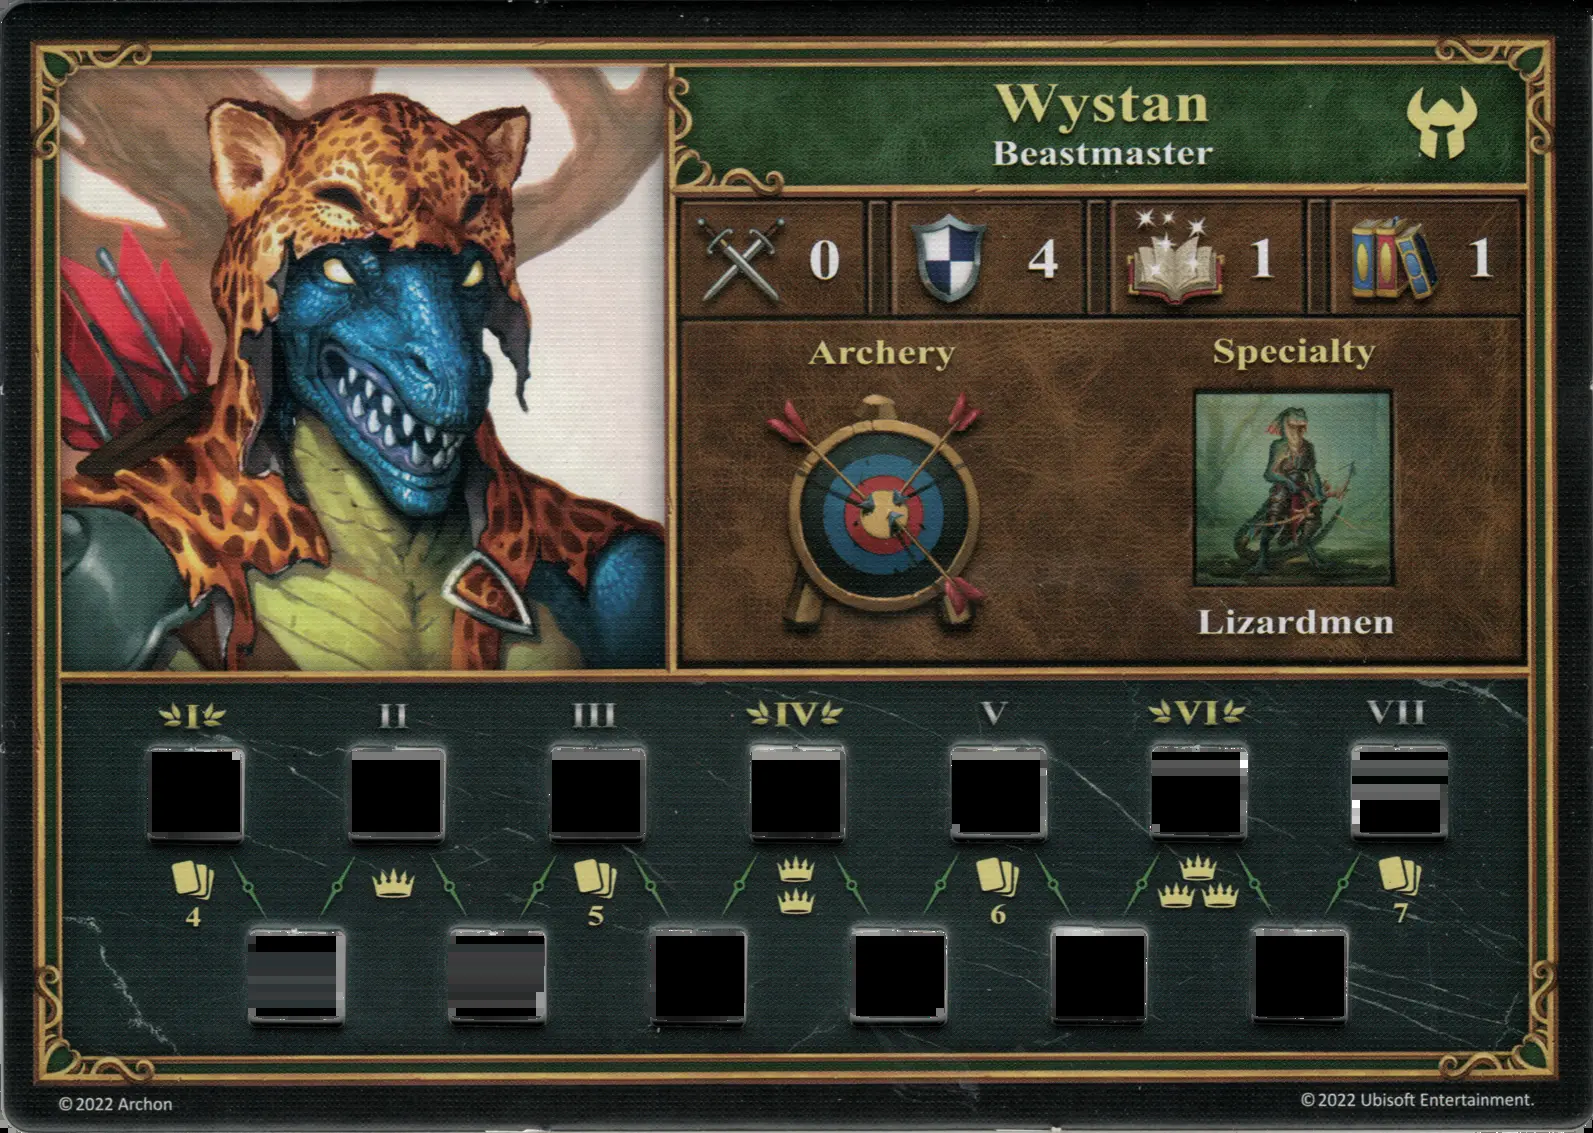 Wystan
Beastmaster
0 4 1 1
Archery
Specialty
Lizardmen
I II III IV V VI VII
4 5 6 7
© 2022 Archon
© 2022 Ubisoft Entertainment.